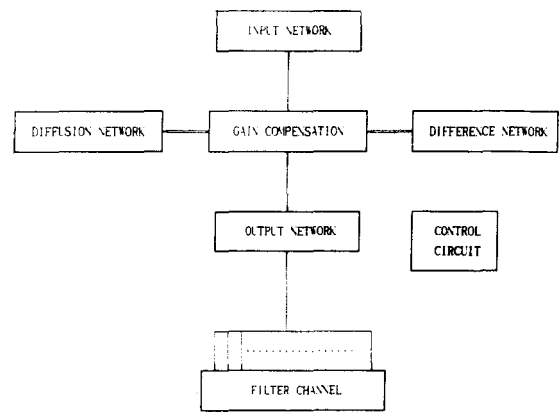 INPUT NETWORK
DIFFUSION NETWORK
GAIN COMPENSATION
DIFFERENCE NETWORK
OUTPUT NETWORK
CONTROL
CIRCUIT
FILTER CHANNEL